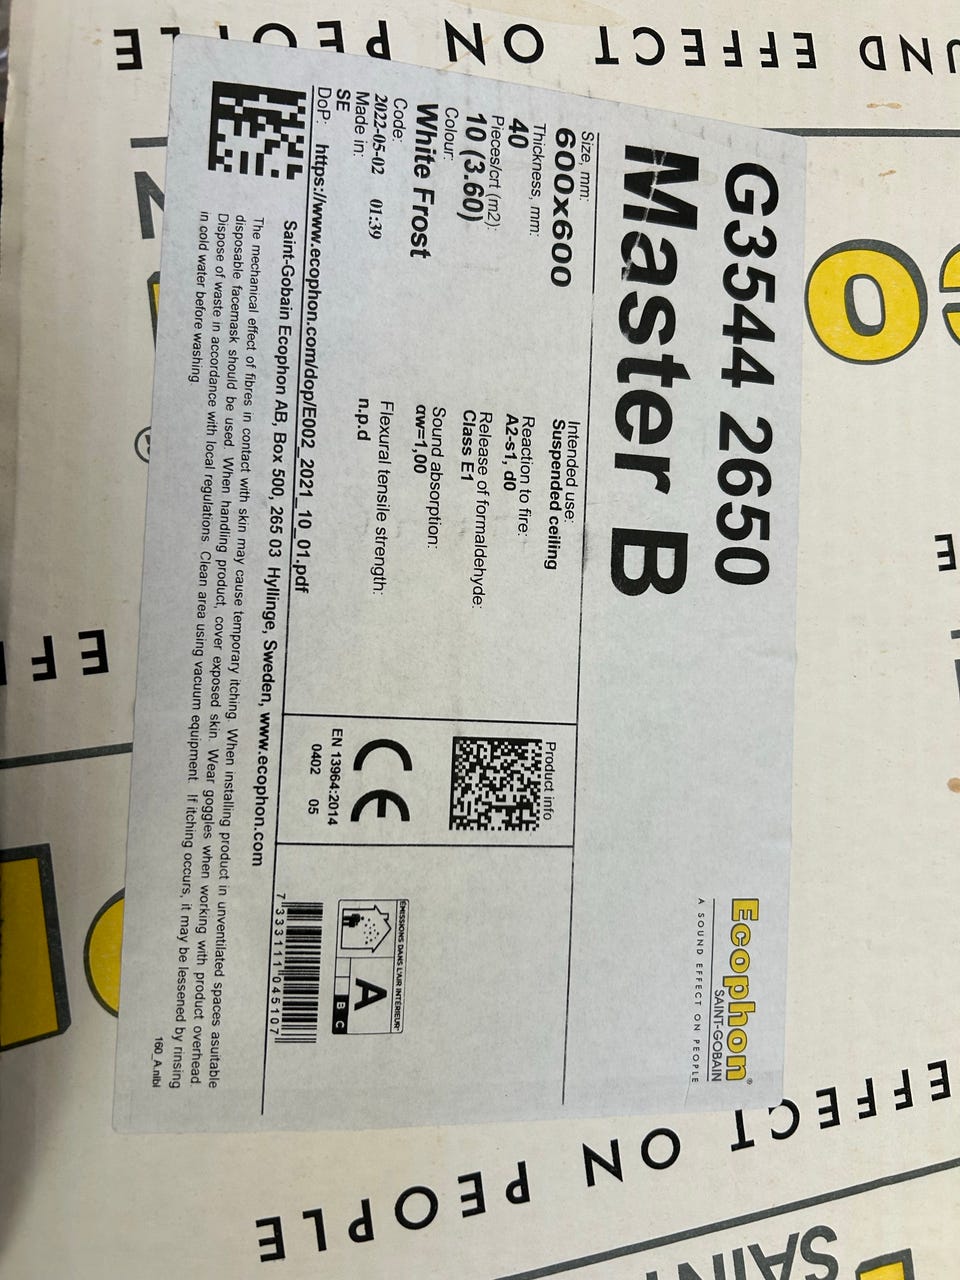 G3544 2650
Master B
Ecophon®
SAINT-GOBAIN
A SOUND EFFECT ON PEOPLE
Size, mm:
600x600
Thickness, mm:
40
Pieces/crt (m2):
10 (3.60)
Colour:
White Frost
Code:
2022-05-02 01:39
Made in:
SE
DoP: https://www.ecophon.com/dop/E002_2021_10_01.pdf
Intended use:
Suspended ceiling
Reaction to fire:
A2-s1, d0
Release of formaldehyde:
Class E1
Sound absorption:
αw=1,00
Flexural tensile strength:
n.p.d
Product info
CE
EN 13964:2014
0402 05
ÉMISSIONS DANS L'AIR INTÉRIEUR*
A
B C
7 333111 045107
Saint-Gobain Ecophon AB, Box 500, 265 03 Hyllinge, Sweden, www.ecophon.com
The mechanical effect of fibres in contact with skin may cause temporary itching. When installing product in unventilated spaces asuitable
disposable facemask should be used. When handling product, cover exposed skin. Wear goggles when working with product overhead.
Dispose of waste in accordance with local regulations. Clean area using vacuum equipment. If itching occurs, it may be lessened by rinsing
in cold water before washing.
160_A.nlbl
UND EFFECT ON PEOPLE
EFFECT ON PEOPLE
SAIN